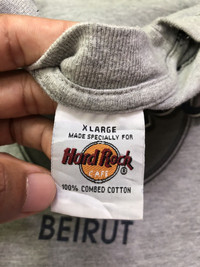 X LARGE
MADE SPECIALLY FOR
Hard Rock
CAFE
®
100% COMBED COTTON
BEIRUT